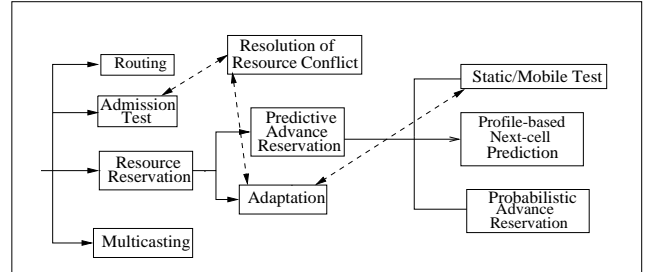 Routing
Admission
Test
Resource
Reservation
Multicasting
Resolution of
Resource Conflict
Predictive
Advance
Reservation
Adaptation
Static/Mobile Test
Profile-based
Next-cell
Prediction
Probabilistic
Advance
Reservation